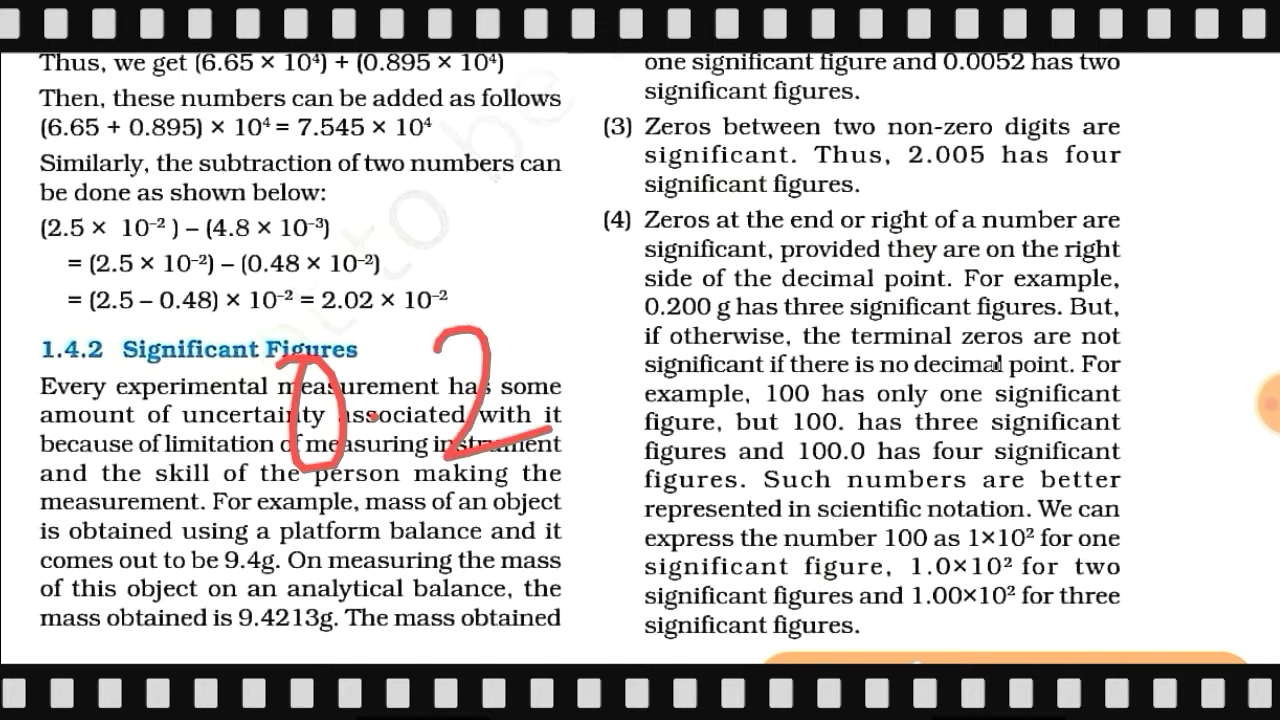 Thus, we get (6.65 × 10⁴) + (0.895 × 10⁴)
Then, these numbers can be added as follows
(6.65 + 0.895) × 10⁴ = 7.545 × 10⁴
Similarly, the subtraction of two numbers can
be done as shown below:
(2.5 × 10⁻² ) – (4.8 × 10⁻³)
= (2.5 × 10⁻²) – (0.48 × 10⁻²)
= (2.5 – 0.48) × 10⁻² = 2.02 × 10⁻²
1.4.2 Significant Figures
Every experimental measurement has some
amount of uncertainty associated with it
because of limitation of measuring instrument
and the skill of the person making the
measurement. For example, mass of an object
is obtained using a platform balance and it
comes out to be 9.4g. On measuring the mass
of this object on an analytical balance, the
mass obtained is 9.4213g. The mass obtained
0.2
one significant figure and 0.0052 has two
significant figures.
(3) Zeros between two non-zero digits are
significant. Thus, 2.005 has four
significant figures.
(4) Zeros at the end or right of a number are
significant, provided they are on the right
side of the decimal point. For example,
0.200 g has three significant figures. But,
if otherwise, the terminal zeros are not
significant if there is no decimal point. For
example, 100 has only one significant
figure, but 100. has three significant
figures and 100.0 has four significant
figures. Such numbers are better
represented in scientific notation. We can
express the number 100 as 1×10² for one
significant figure, 1.0×10² for two
significant figures and 1.00×10² for three
significant figures.
to be